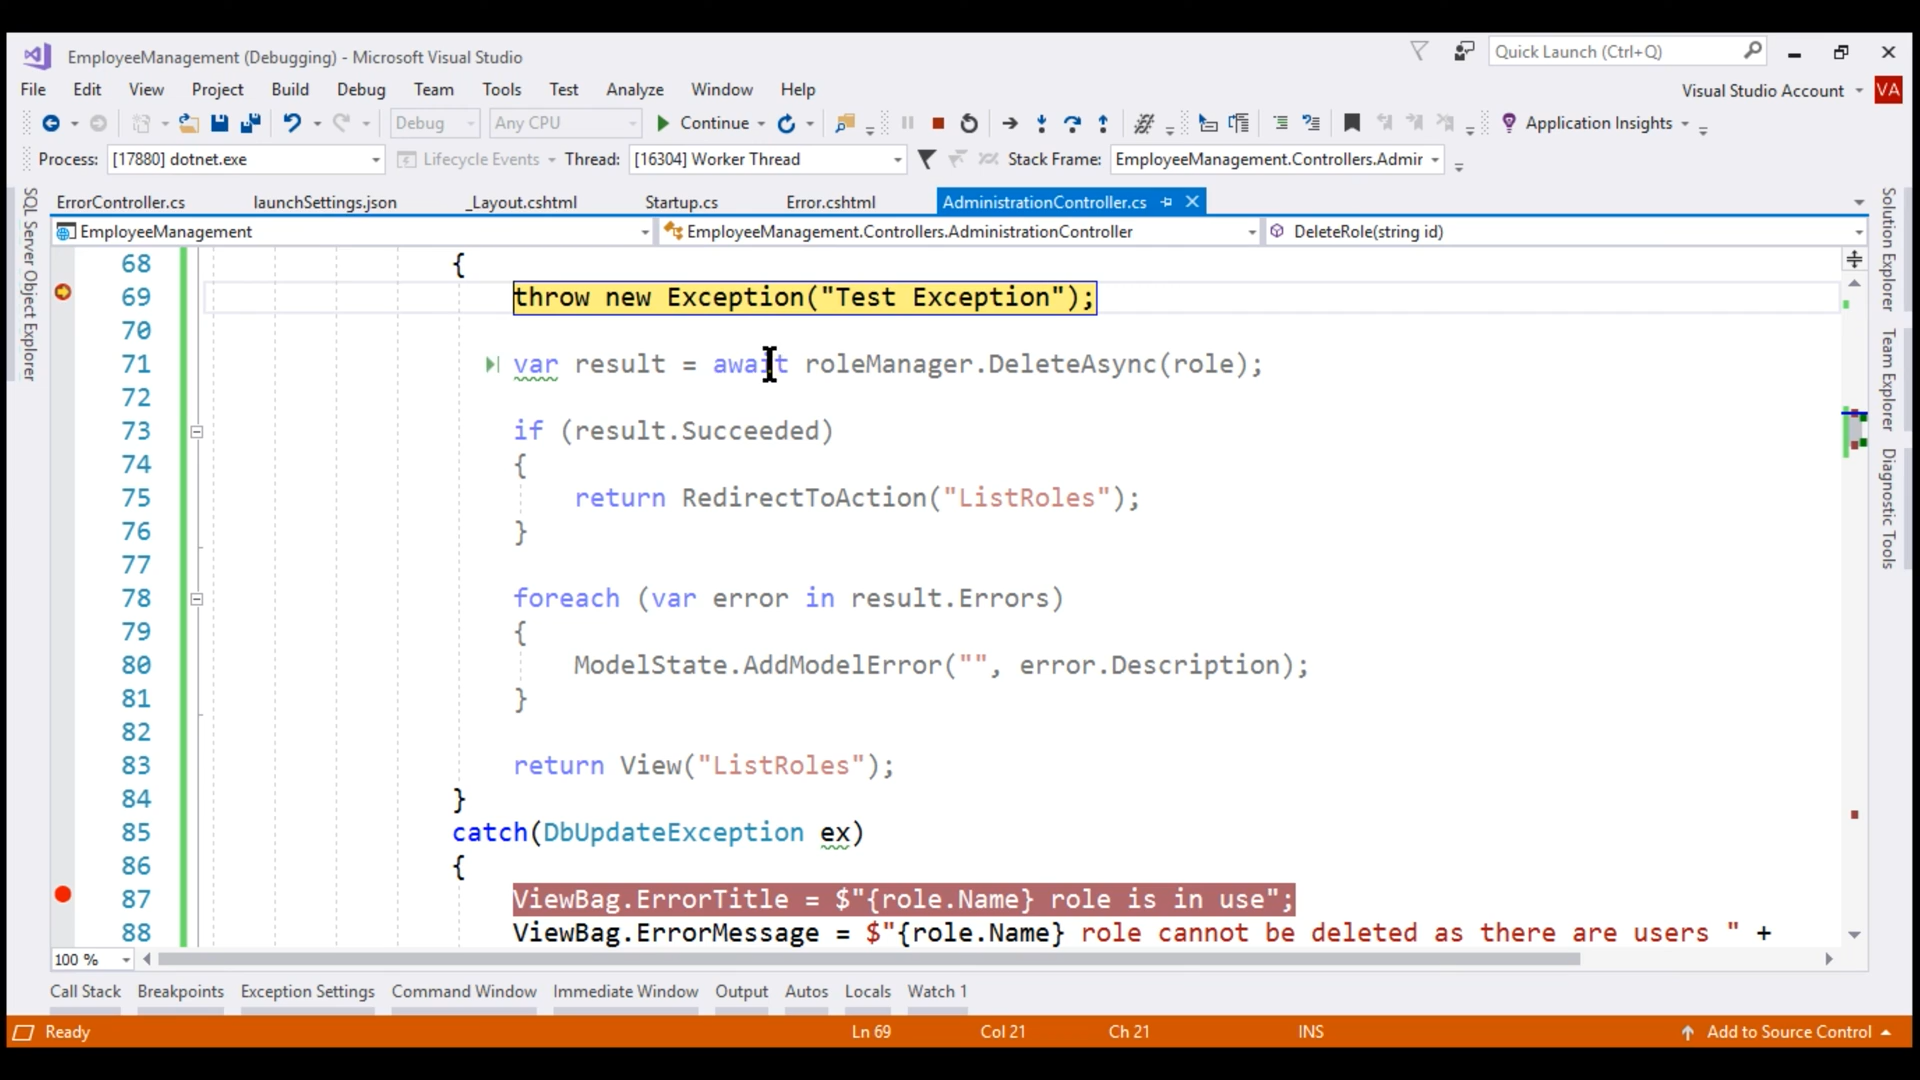 EmployeeManagement (Debugging) - Microsoft Visual Studio
Quick Launch (Ctrl+Q)
File Edit View Project Build Debug Team Tools Test Analyze Window Help
Visual Studio Account VA
Debug Any CPU Continue Application Insights
Process: [17880] dotnet.exe Lifecycle Events Thread: [16304] Worker Thread Stack Frame: EmployeeManagement.Controllers.Admir
ErrorController.cs launchSettings.json _Layout.cshtml Startup.cs Error.cshtml AdministrationController.cs
EmployeeManagement EmployeeManagement.Controllers.AdministrationController DeleteRole(string id)
SQL Server Object Explorer
Solution Explorer
Team Explorer
Diagnostic Tools
68 {
69 throw new Exception("Test Exception");
70
71 var result = await roleManager.DeleteAsync(role);
72
73 if (result.Succeeded)
74 {
75 return RedirectToAction("ListRoles");
76 }
77
78 foreach (var error in result.Errors)
79 {
80 ModelState.AddModelError("", error.Description);
81 }
82
83 return View("ListRoles");
84 }
85 catch(DbUpdateException ex)
86 {
87 ViewBag.ErrorTitle = $"{role.Name} role is in use";
88 ViewBag.ErrorMessage = $"{role.Name} role cannot be deleted as there are users " +
100 %
Call Stack Breakpoints Exception Settings Command Window Immediate Window Output Autos Locals Watch 1
Ready Ln 69 Col 21 Ch 21 INS Add to Source Control